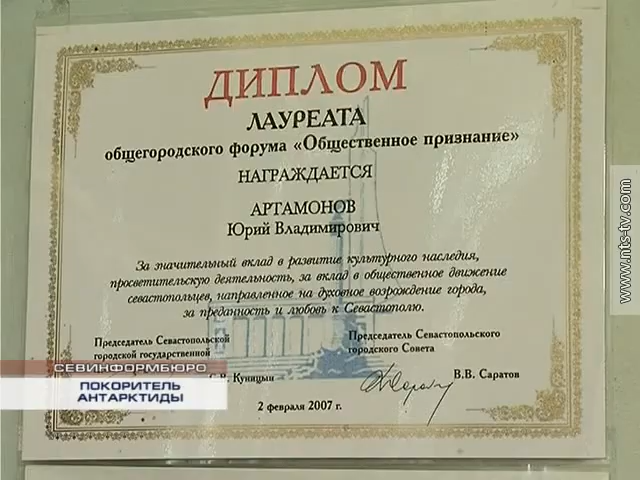 ДИПЛОМ
ЛАУРЕАТА
общегородского форума «Общественное признание»
НАГРАЖДАЕТСЯ
АРТАМОНОВ
Юрий Владимирович
За значительный вклад в развитие культурного наследия,
просветительскую деятельность, за вклад в общественное движение
севастопольцев, направленное на духовное возрождение города,
за преданность и любовь к Севастополю.
Председатель Севастопольской
городской государственной
С.В. Куницын
Председатель Севастопольского
городского Совета
В.В. Саратов
2 февраля 2007 г.
СЕВИНФОРМБЮРО
ПОКОРИТЕЛЬ
АНТАРКТИДЫ
www.nts-tv.com